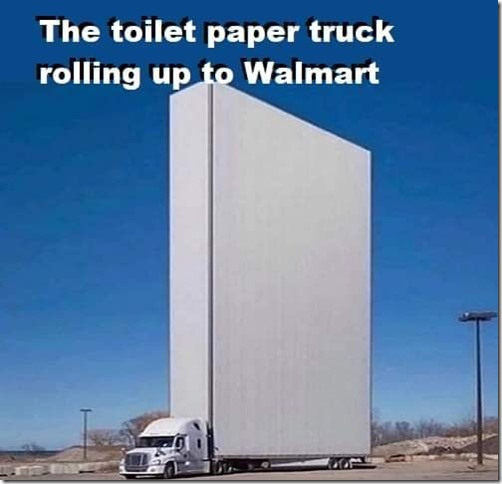 The toilet paper truck
rolling up to Walmart